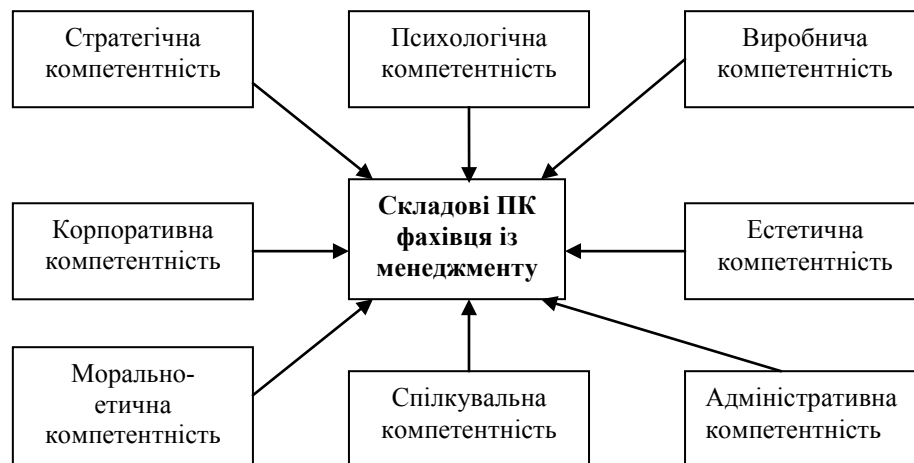 Стратегічна
компетентність
Психологічна
компетентність
Виробнича
компетентність
Корпоративна
компетентність
Складові ПК
фахівця із
менеджменту
Естетична
компетентність
Морально-
етична
компетентність
Спілкувальна
компетентність
Адміністративна
компетентність